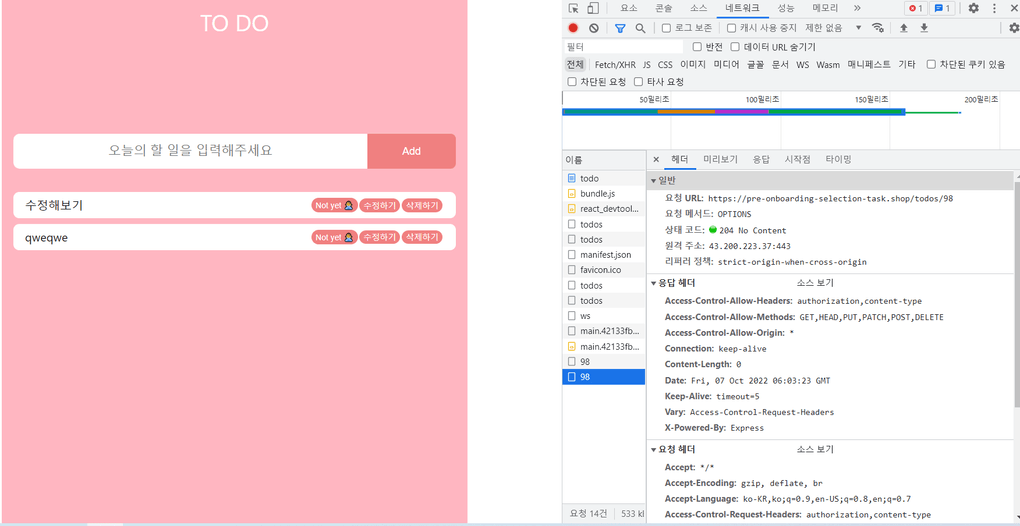 TO DO
오늘의 할 일을 입력해주세요
Add
수정해보기
Not yet
수정하기
삭제하기
qweqwe
Not yet
수정하기
삭제하기
요소 콘솔 소스 네트워크 성능 메모리 » 1 1
로그 보존 캐시 사용 중지 제한 없음
필터 반전 데이터 URL 숨기기
전체 Fetch/XHR JS CSS 이미지 미디어 글꼴 문서 WS Wasm 매니페스트 기타 차단된 쿠키 있음
차단된 요청 타사 요청
50밀리초 100밀리초 150밀리초 200밀리초
이름
todo
bundle.js
react_devtool...
todos
todos
manifest.json
favicon.ico
todos
todos
ws
main.42133fb...
main.42133fb...
98
98
요청 14건 533 kl
× 헤더 미리보기 응답 시작점 타이밍
일반
요청 URL: https://pre-onboarding-selection-task.shop/todos/98
요청 메서드: OPTIONS
상태 코드: 204 No Content
원격 주소: 43.200.223.37:443
리퍼러 정책: strict-origin-when-cross-origin
응답 헤더 소스 보기
Access-Control-Allow-Headers: authorization,content-type
Access-Control-Allow-Methods: GET,HEAD,PUT,PATCH,POST,DELETE
Access-Control-Allow-Origin: *
Connection: keep-alive
Content-Length: 0
Date: Fri, 07 Oct 2022 06:03:23 GMT
Keep-Alive: timeout=5
Vary: Access-Control-Request-Headers
X-Powered-By: Express
요청 헤더 소스 보기
Accept: */*
Accept-Encoding: gzip, deflate, br
Accept-Language: ko-KR,ko;q=0.9,en-US;q=0.8,en;q=0.7
Access-Control-Request-Headers: authorization,content-type